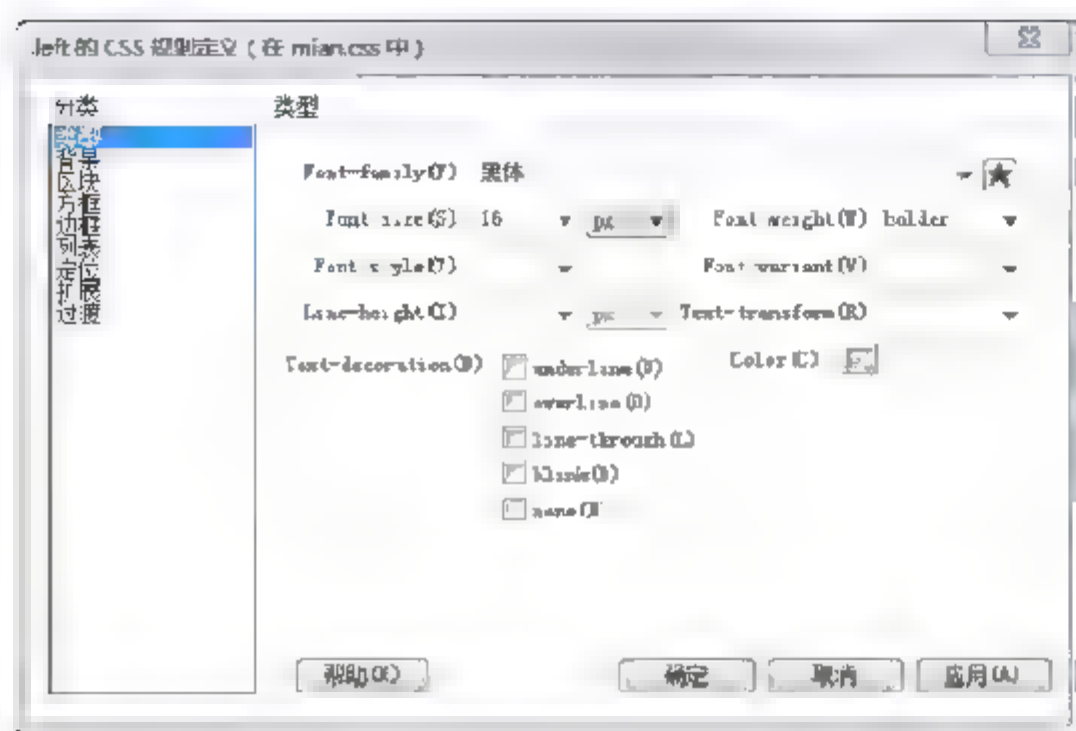 .left 的 CSS 规则定义 ( 在 mian.css 中 )
分类
类型
类型
背景
区块
方框
边框
列表
定位
扩展
过渡
Font-family(F) 黑体
Font-size(S) 16 px Font-weight(W) bolder
Font-style(T) Font-variant(V)
Line-height(I) px Text-transform(R)
Text-decoration(D) underline(U) Color(C)
overline(O)
line-through(L)
blink(B)
none(N)
帮助(H) 确定 取消 应用(A)